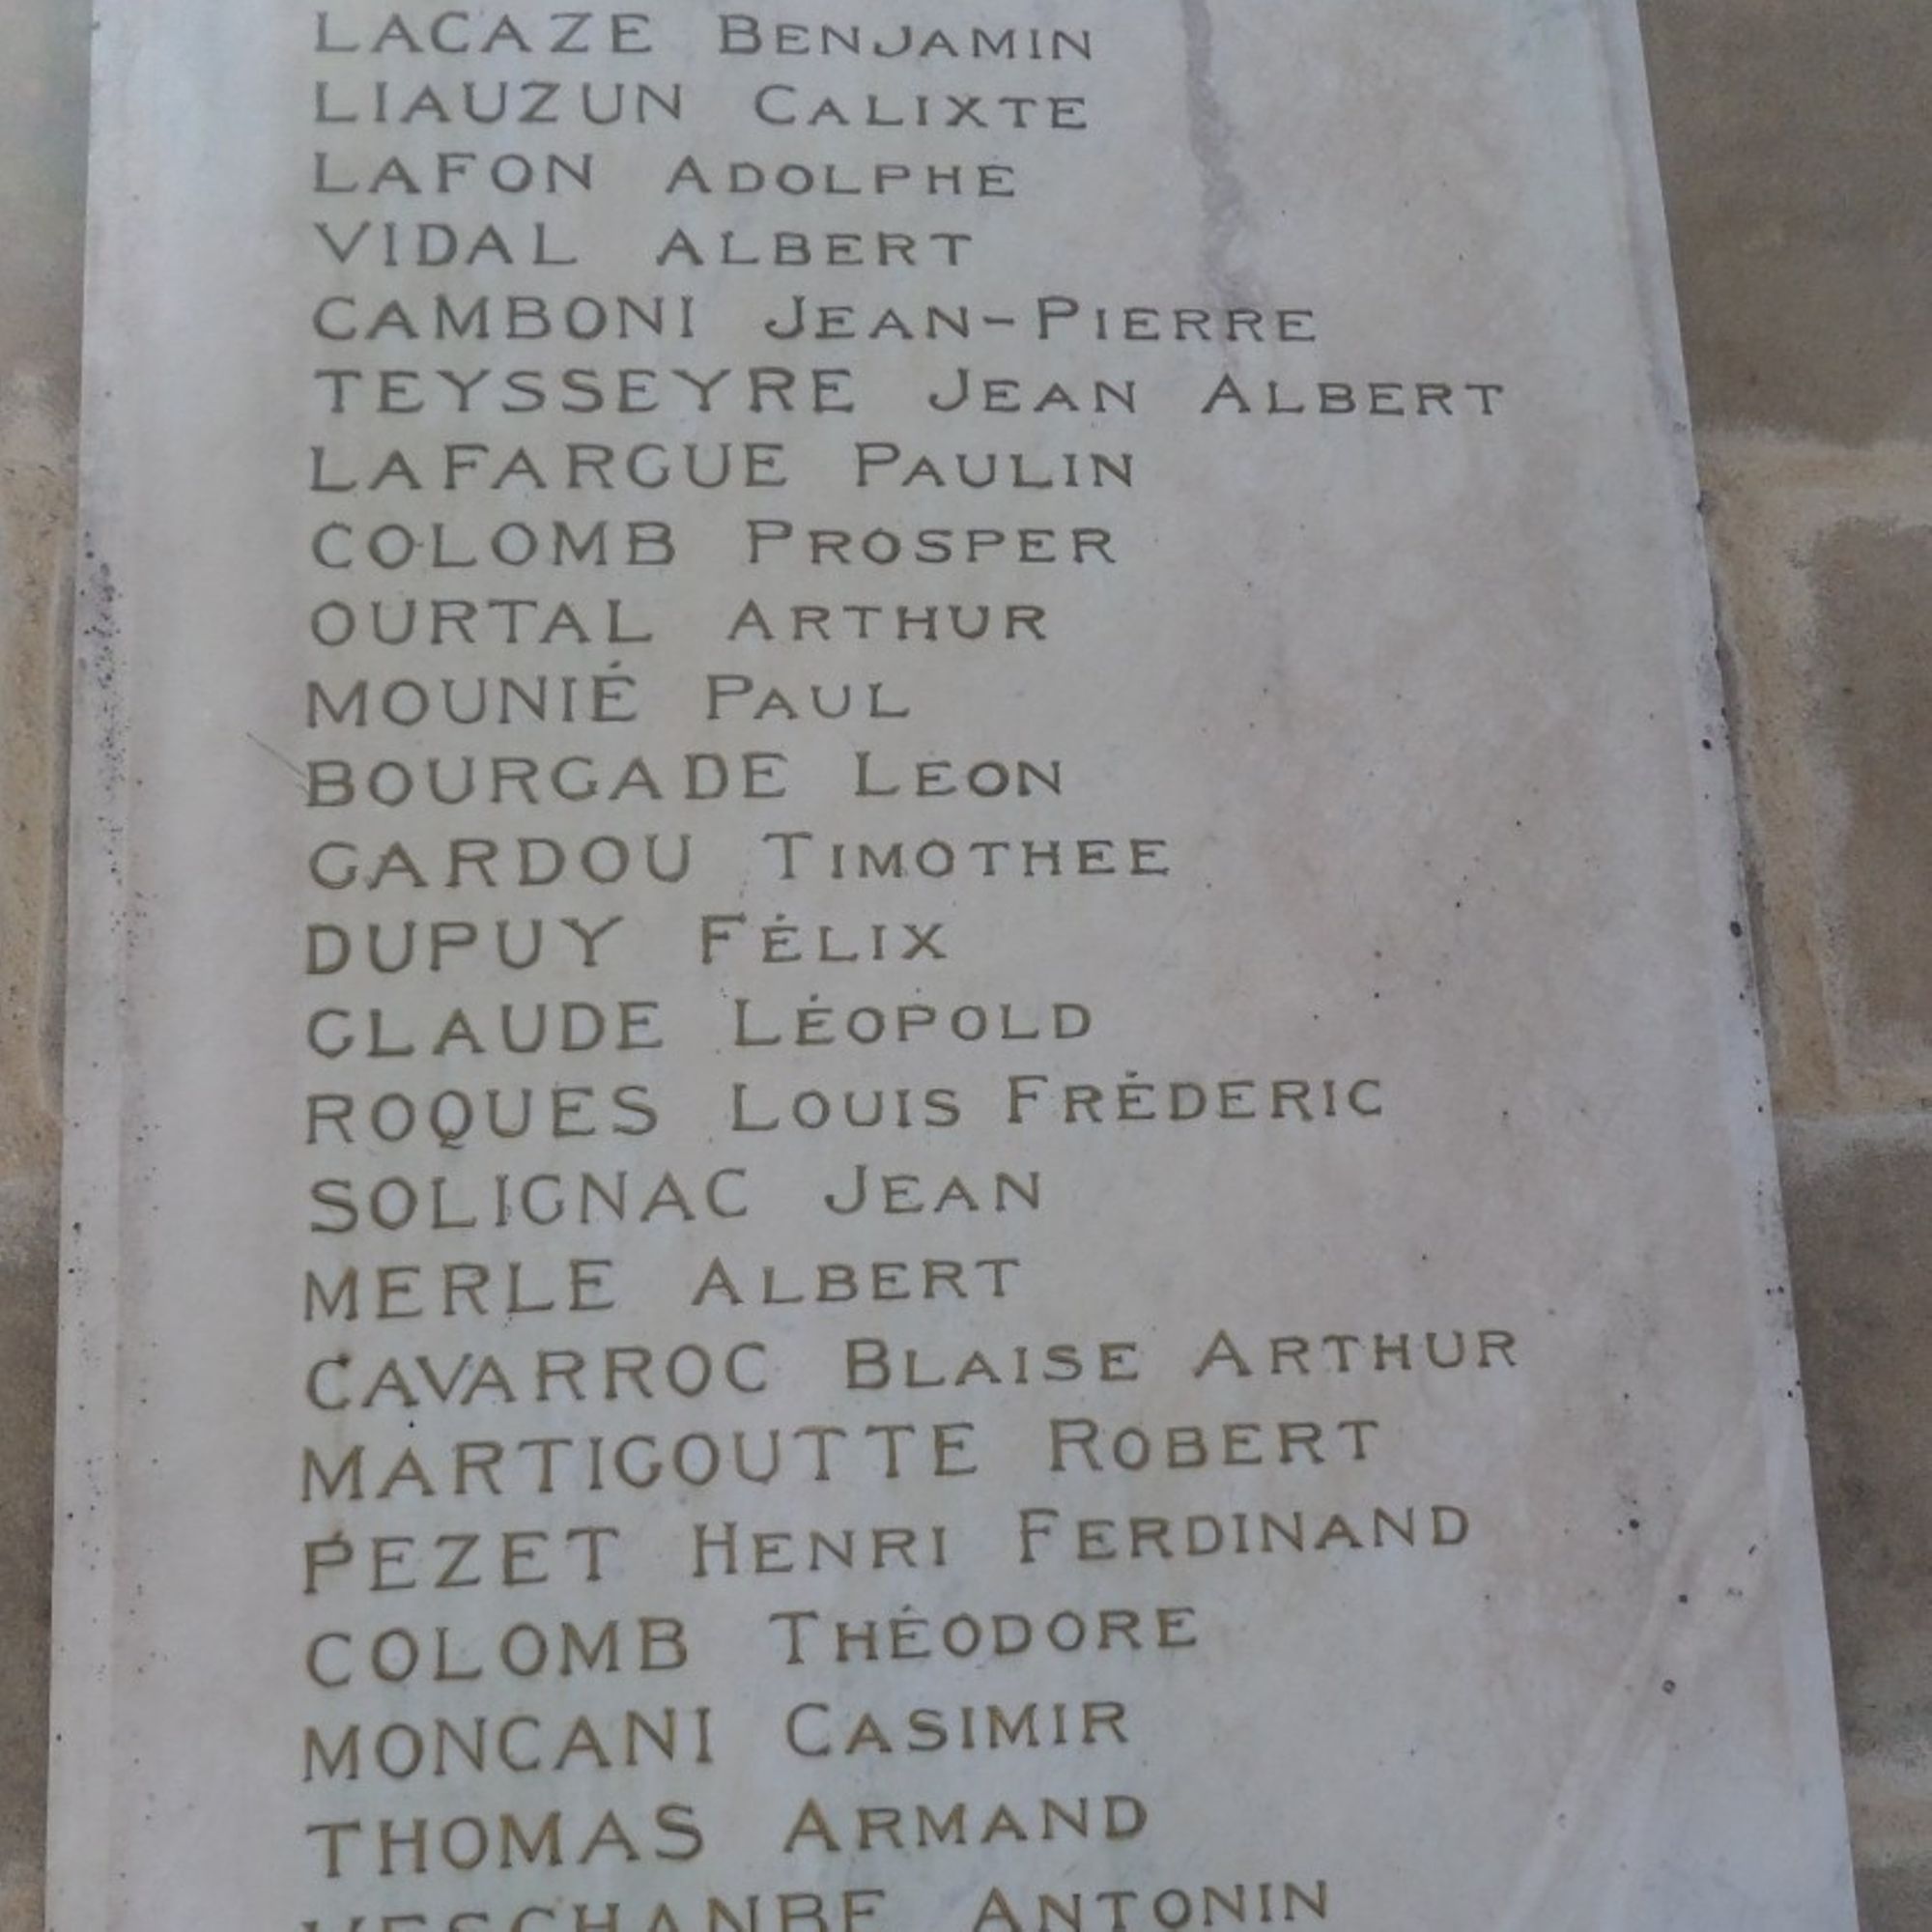 LACAZE BENJAMIN
LIAUZUN CALIXTE
LAFON ADOLPHE
VIDAL ALBERT
CAMBONI JEAN-PIERRE
TEYSSEYRE JEAN ALBERT
LAFARGUE PAULIN
COLOMB PROSPER
OURTAL ARTHUR
MOUNIÉ PAUL
BOURGADE LEON
GARDOU TIMOTHEE
DUPUY FÉLIX
CLAUDE LÉOPOLD
ROQUES LOUIS FRÉDERIC
SOLIGNAC JEAN
MERLE ALBERT
CAVARROC BLAISE ARTHUR
MARTIGOUTTE ROBERT
PEZET HENRI FERDINAND
COLOMB THÉODORE
MONCANI CASIMIR
THOMAS ARMAND
ANTONIN